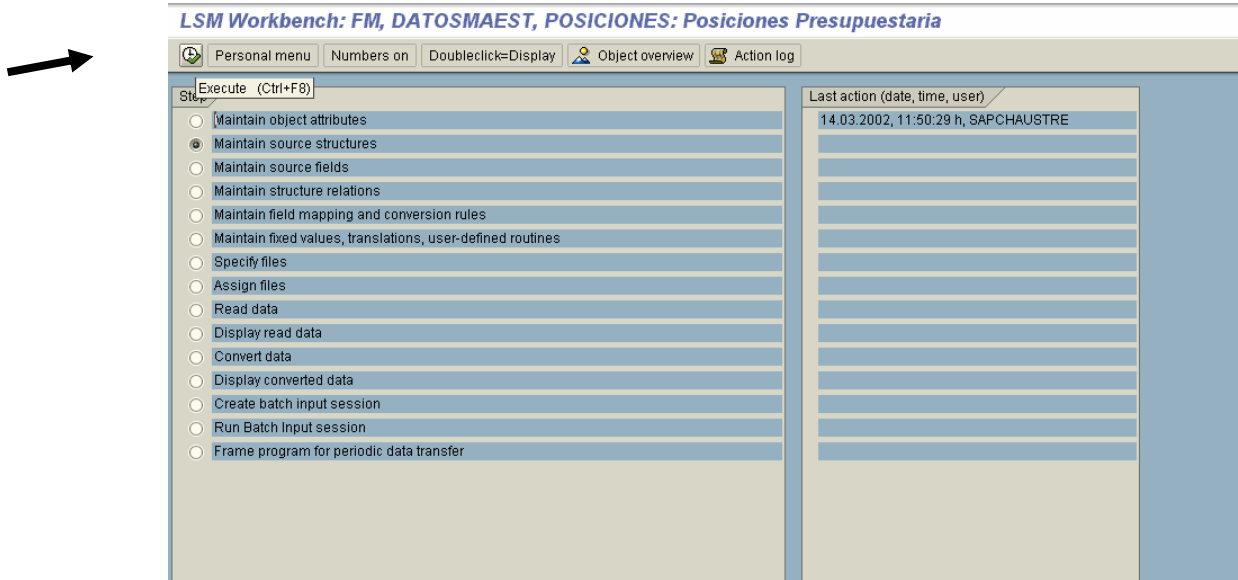 LSM Workbench: FM, DATOSMAEST, POSICIONES: Posiciones Presupuestaria
Personal menu Numbers on Doubleclick=Display Object overview Action log
Execute (Ctrl+F8)
Step Last action (date, time, user)
Maintain object attributes 14.03.2002, 11:50:29 h, SAPCHAUSTRE
Maintain source structures
Maintain source fields
Maintain structure relations
Maintain field mapping and conversion rules
Maintain fixed values, translations, user-defined routines
Specify files
Assign files
Read data
Display read data
Convert data
Display converted data
Create batch input session
Run Batch Input session
Frame program for periodic data transfer